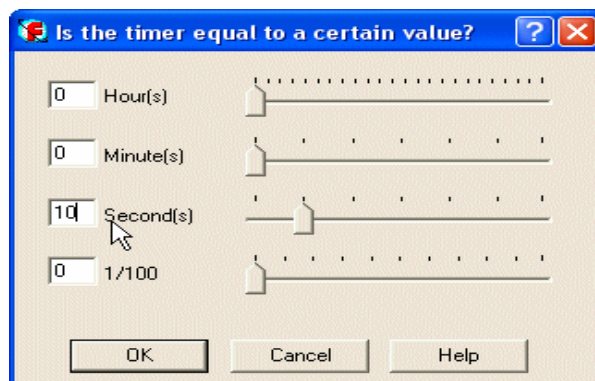 Is the timer equal to a certain value?
0 Hour(s)
0 Minute(s)
10 Second(s)
0 1/100
OK Cancel Help